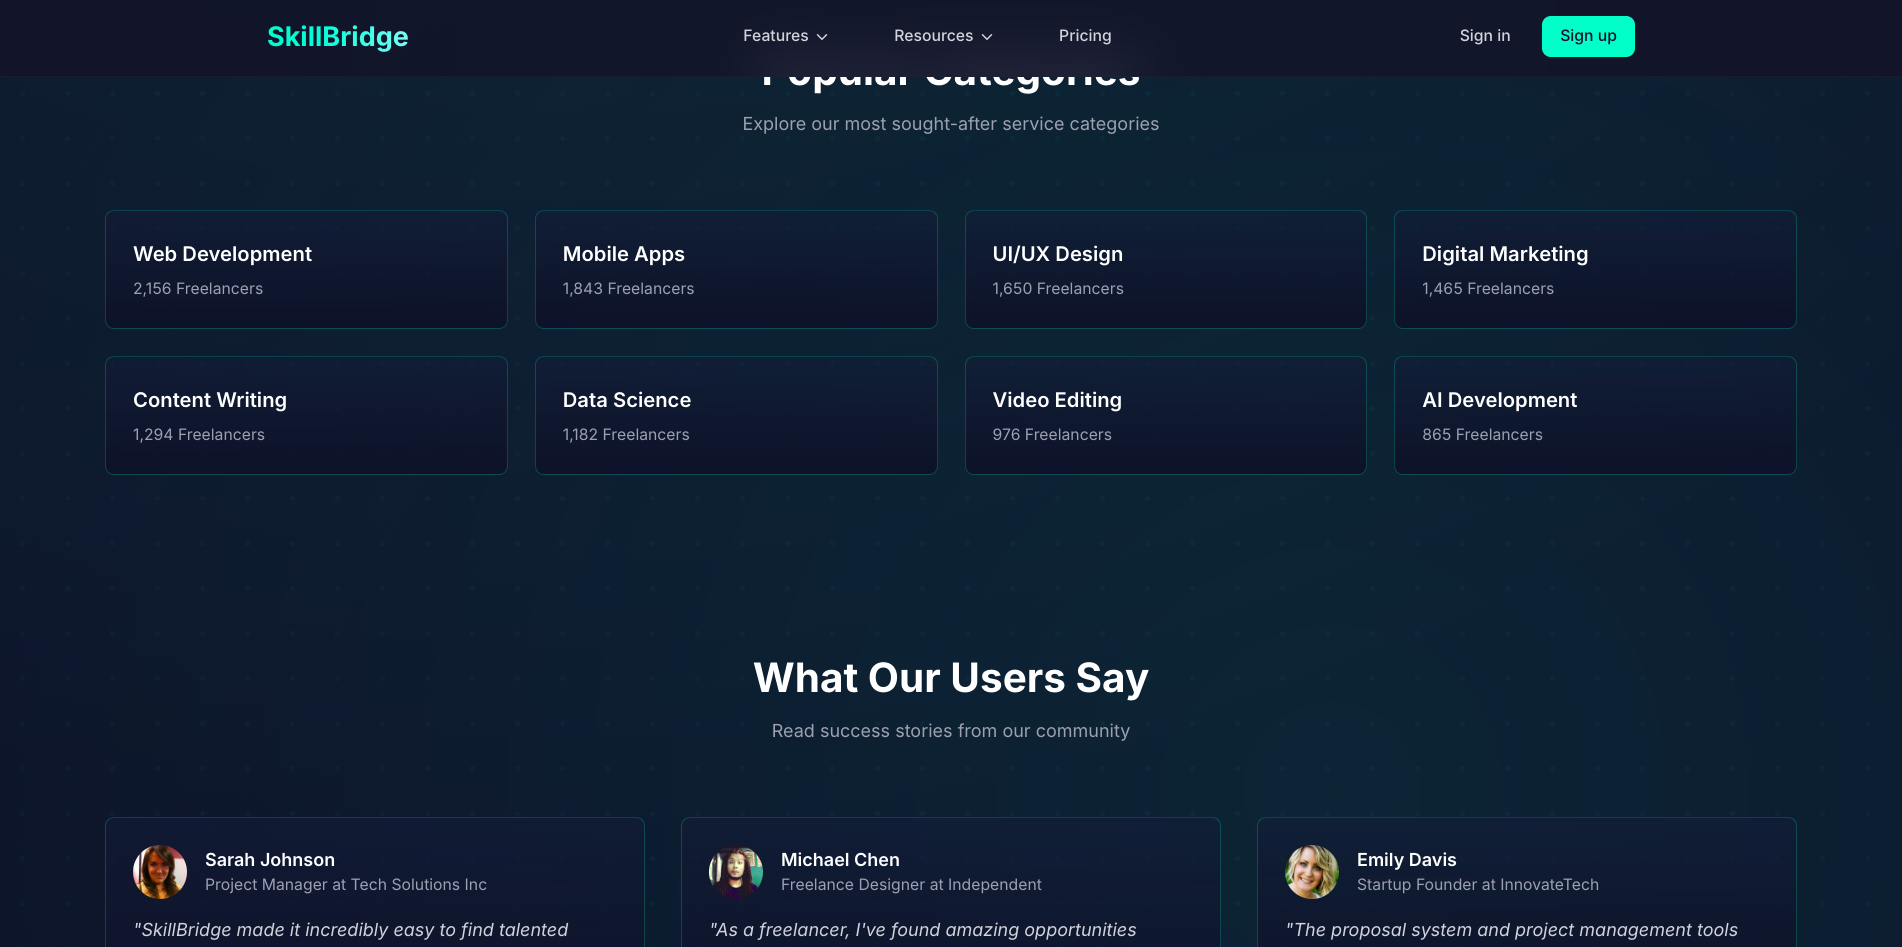 SkillBridge
Features
Resources
Pricing
Sign in
Sign up
Popular Categories
Explore our most sought-after service categories
Web Development
2,156 Freelancers
Mobile Apps
1,843 Freelancers
UI/UX Design
1,650 Freelancers
Digital Marketing
1,465 Freelancers
Content Writing
1,294 Freelancers
Data Science
1,182 Freelancers
Video Editing
976 Freelancers
AI Development
865 Freelancers
What Our Users Say
Read success stories from our community
Sarah Johnson
Project Manager at Tech Solutions Inc
"SkillBridge made it incredibly easy to find talented
Michael Chen
Freelance Designer at Independent
"As a freelancer, I've found amazing opportunities
Emily Davis
Startup Founder at InnovateTech
"The proposal system and project management tools